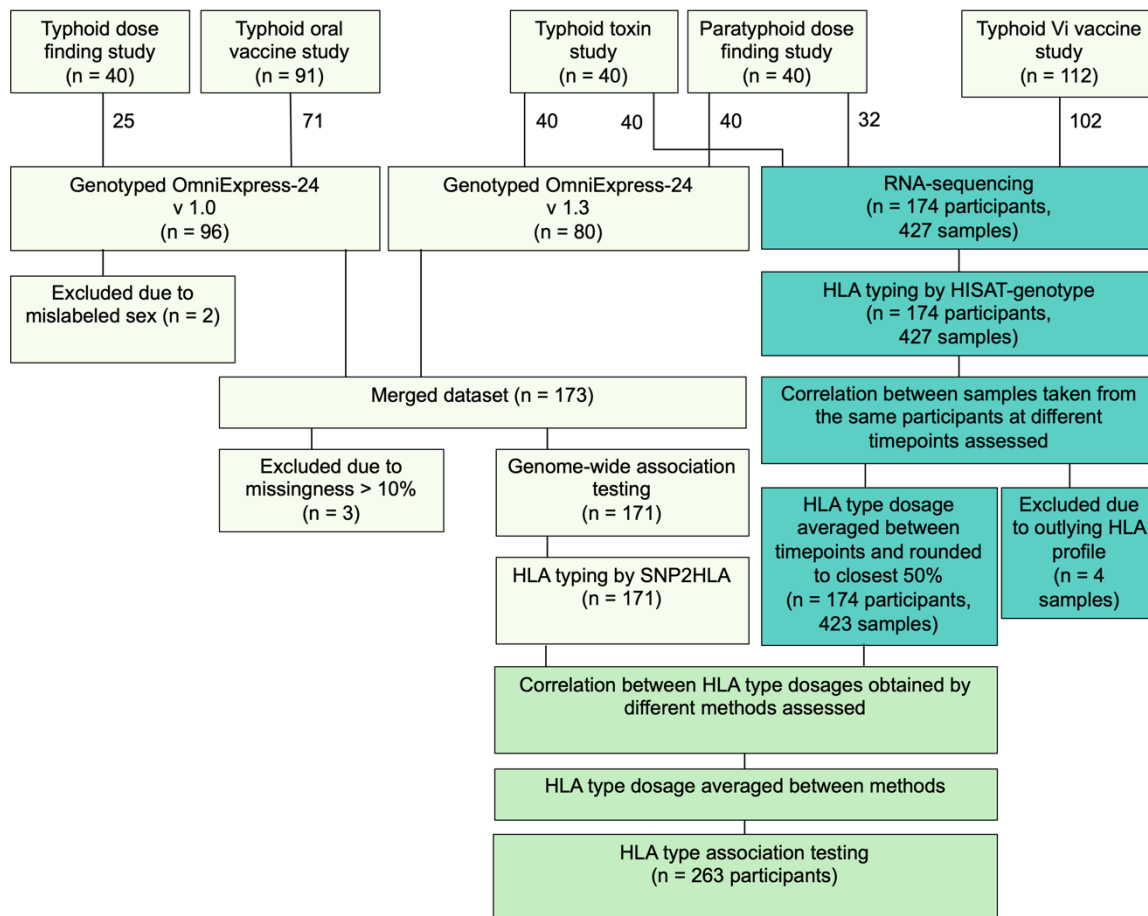 Typhoid dose
finding study
(n = 40)
Typhoid oral
vaccine study
(n = 91)
Typhoid toxin
study
(n = 40)
Paratyphoid dose
finding study
(n = 40)
Typhoid Vi vaccine
study
(n = 112)
25
71
40
40
40
32
102
Genotyped OmniExpress-24
v 1.0
(n = 96)
Genotyped OmniExpress-24
v 1.3
(n = 80)
RNA-sequencing
(n = 174 participants,
427 samples)
Excluded due to
mislabeled sex (n = 2)
HLA typing by HISAT-genotype
(n = 174 participants,
427 samples)
Merged dataset (n = 173)
Correlation between samples taken from
the same participants at different
timepoints assessed
Excluded due to
missingness > 10%
(n = 3)
Genome-wide association
testing
(n = 171)
HLA typing by SNP2HLA
(n = 171)
HLA type dosage
averaged between
timepoints and rounded
to closest 50%
(n = 174 participants,
423 samples)
Excluded due
to outlying HLA
profile
(n = 4
samples)
Correlation between HLA type dosages obtained by
different methods assessed
HLA type dosage averaged between methods
HLA type association testing
(n = 263 participants)